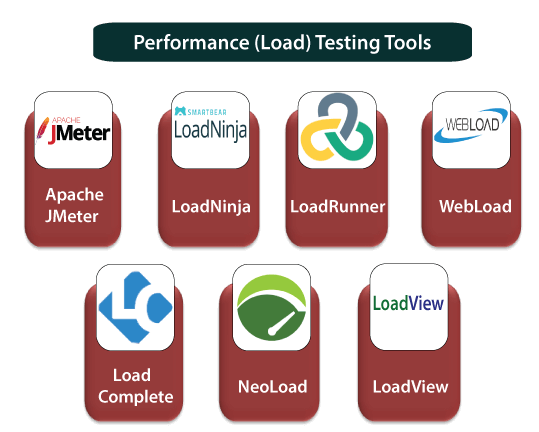 Performance (Load) Testing Tools
APACHE
JMeter
Apache
JMeter
SMARTBEAR
LoadNinja
LoadNinja
LoadRunner
WEBLOAD
WebLoad
LC
Load
Complete
NeoLoad
LoadView
LoadView